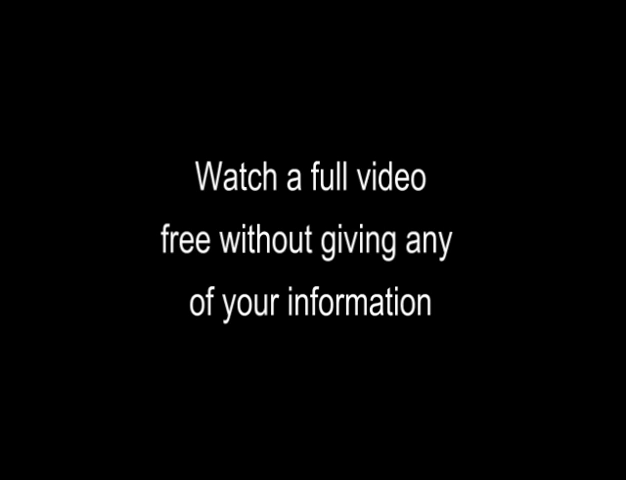 Watch a full video
free without giving any
of your information